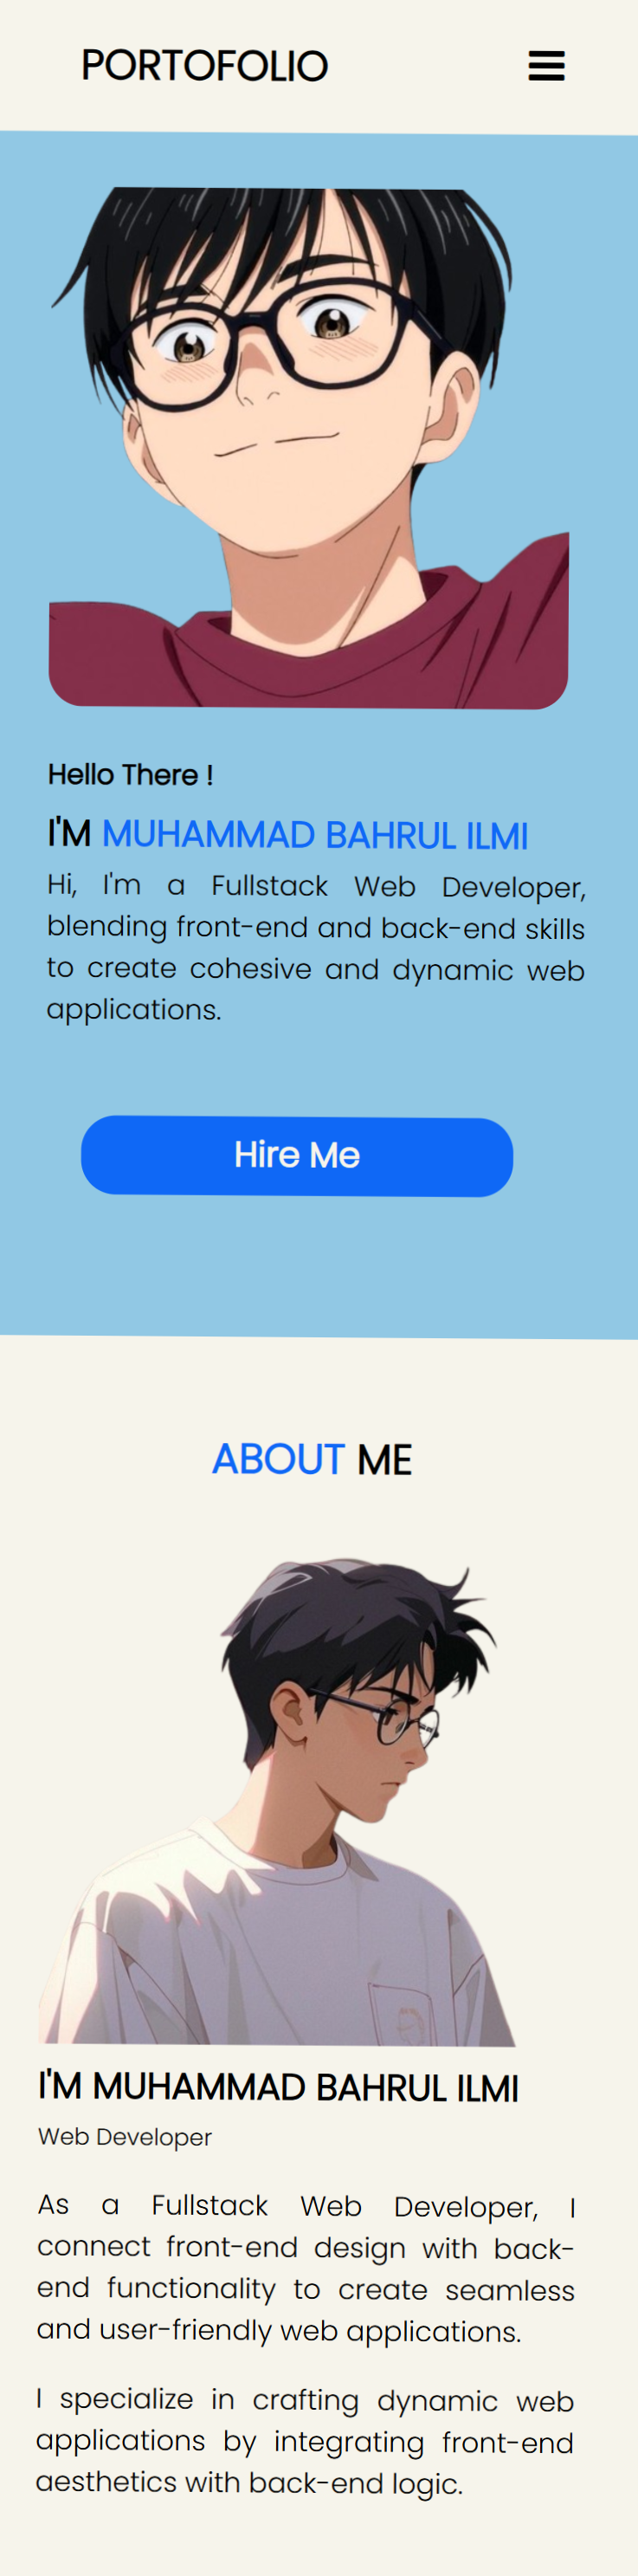 PORTOFOLIO
Hello There !
I'M MUHAMMAD BAHRUL ILMI
Hi, I'm a Fullstack Web Developer,
blending front-end and back-end skills
to create cohesive and dynamic web
applications.
Hire Me
ABOUT ME
I'M MUHAMMAD BAHRUL ILMI
Web Developer
As a Fullstack Web Developer, I
connect front-end design with back-
end functionality to create seamless
and user-friendly web applications.
I specialize in crafting dynamic web
applications by integrating front-end
aesthetics with back-end logic.